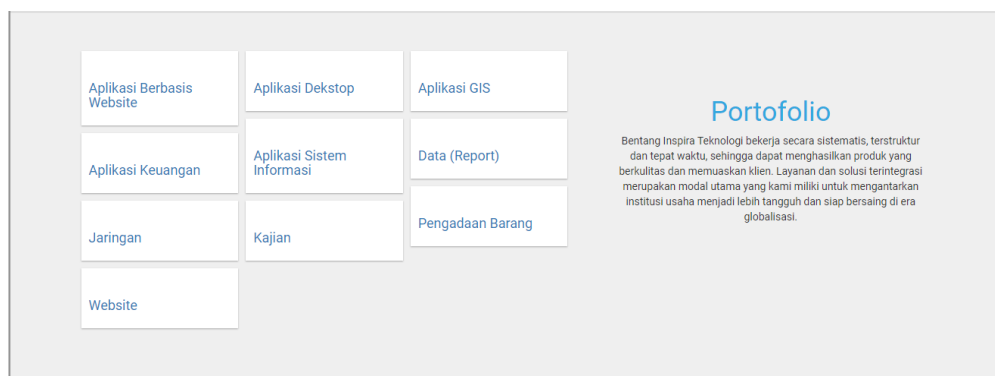 Aplikasi Berbasis
Website
Aplikasi Dekstop
Aplikasi GIS
Aplikasi Keuangan
Aplikasi Sistem
Informasi
Data (Report)
Jaringan
Kajian
Pengadaan Barang
Website
Portofolio
Bentang Inspira Teknologi bekerja secara sistematis, terstruktur
dan tepat waktu, sehingga dapat menghasilkan produk yang
berkulitas dan memuaskan klien. Layanan dan solusi terintegrasi
merupakan modal utama yang kami miliki untuk mengantarkan
institusi usaha menjadi lebih tangguh dan siap bersaing di era
globalisasi.